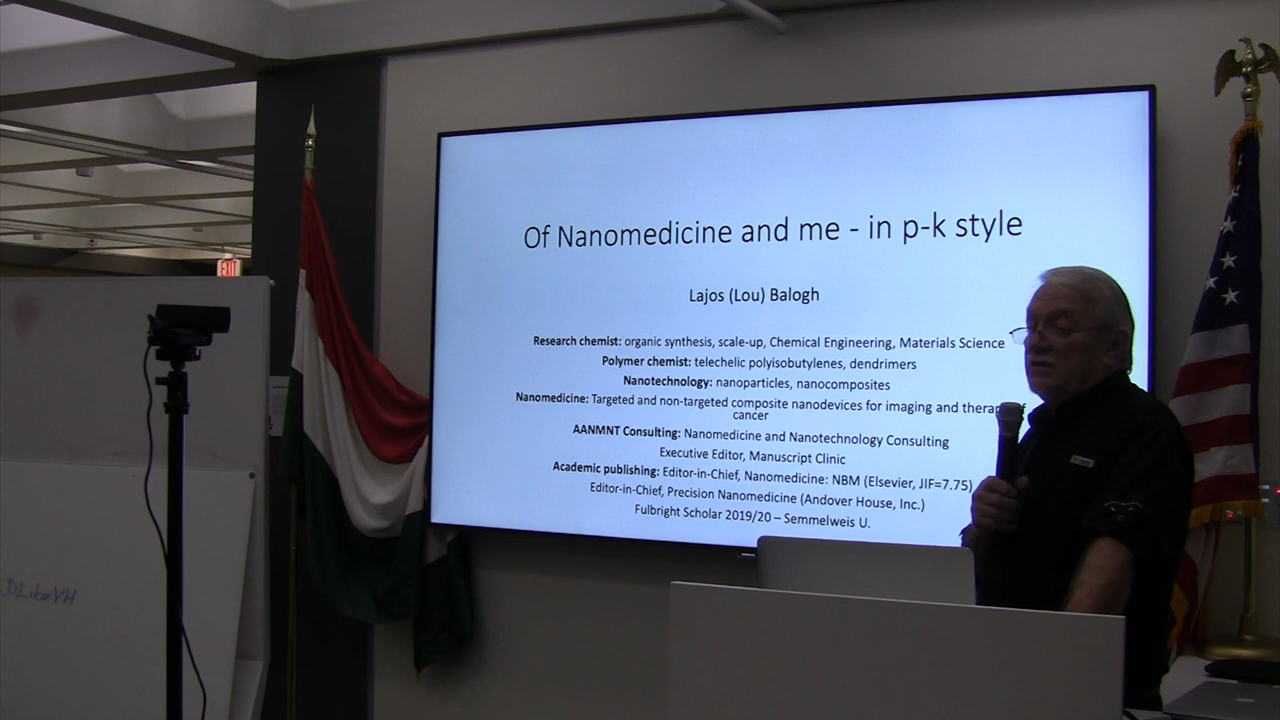 Of Nanomedicine and me - in p-k style
Lajos (Lou) Balogh
Research chemist: organic synthesis, scale-up, Chemical Engineering, Materials Science
Polymer chemist: telechelic polyisobutylenes, dendrimers
Nanotechnology: nanoparticles, nanocomposites
Nanomedicine: Targeted and non-targeted composite nanodevices for imaging and of
cancer
AANMNT Consulting: Nanomedicine and Nanotechnology Consulting
Executive Editor, Manuscript Clinic
Academic publishing: Editor-in-Chief, Nanomedicine: NBM (Elsevier, JIF=7.75)
Editor-in-Chief, Precision Nanomedicine (Andover House, Inc.)
Fulbright Scholar 2019/20 – Semmelweis U.
EXIT